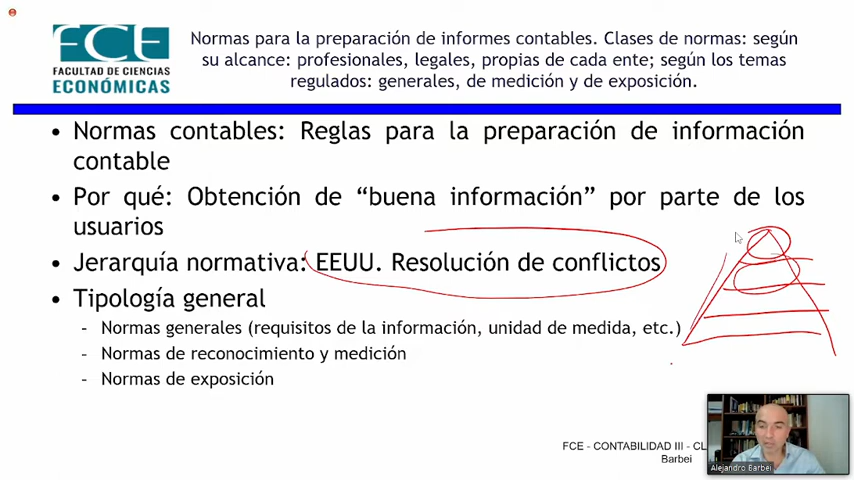 FCE
FACULTAD DE CIENCIAS
ECONÓMICAS
Normas para la preparación de informes contables. Clases de normas: según
su alcance: profesionales, legales, propias de cada ente; según los temas
regulados: generales, de medición y de exposición.
• Normas contables: Reglas para la preparación de información
contable
• Por qué: Obtención de “buena información” por parte de los
usuarios
• Jerarquía normativa: EEUU. Resolución de conflictos
• Tipología general
- Normas generales (requisitos de la información, unidad de medida, etc.)
- Normas de reconocimiento y medición
- Normas de exposición
FCE - CONTABILIDAD III - CL
Barbei
Alejandro Barbei